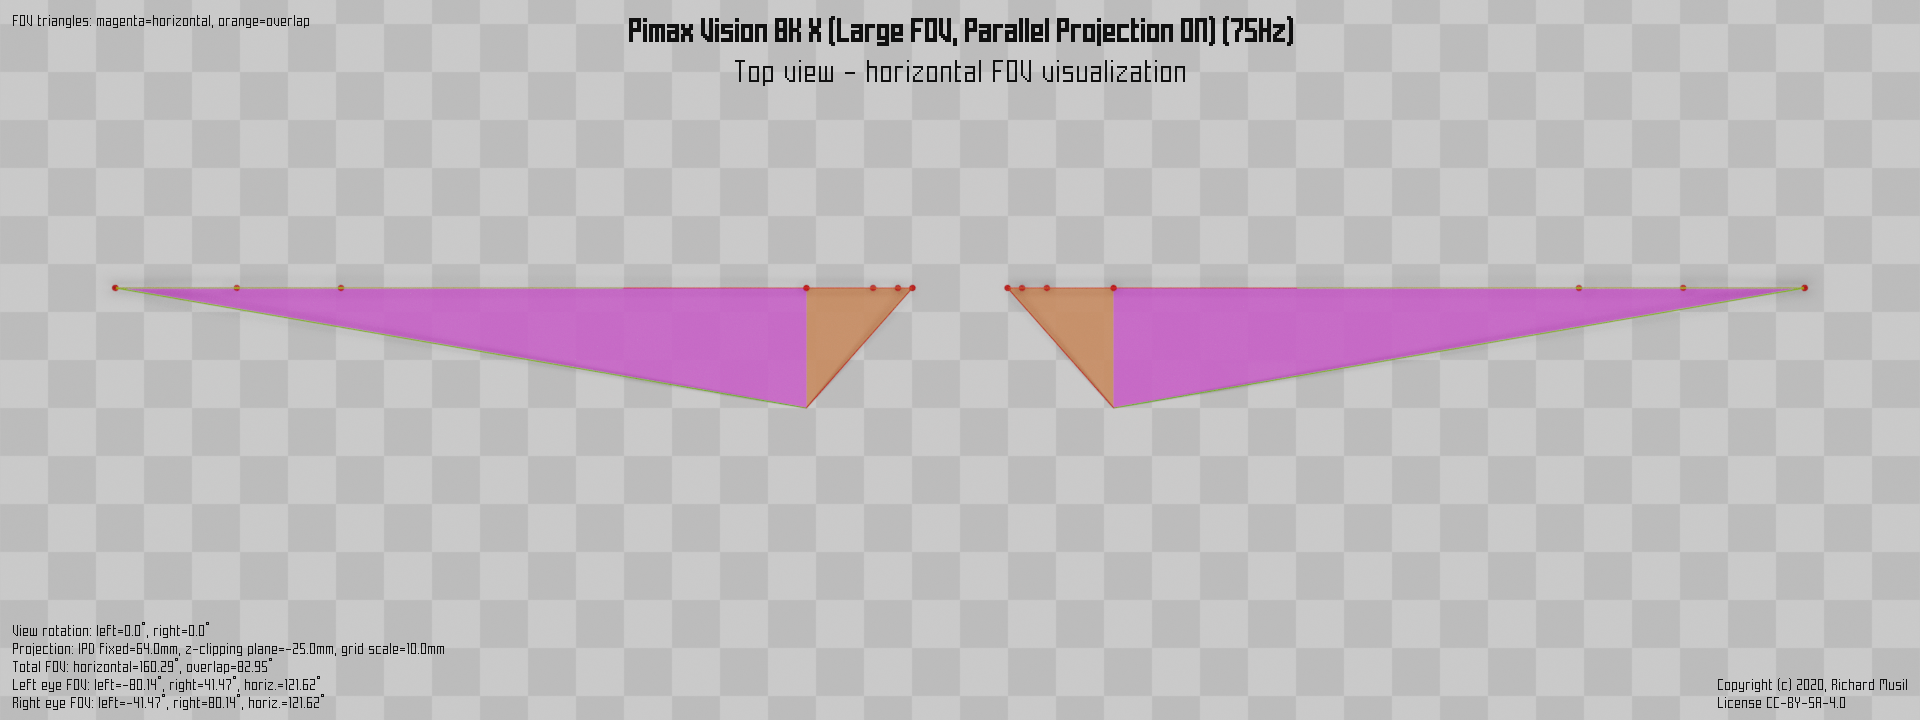 FOV triangles: magenta=horizontal, orange=overlap
Pimax Vision 8K X (Large FOV, Parallel Projection ON) (75Hz)
Top view - horizontal FOV visualization
View rotation: left=0.0°, right=0.0°
Projection: IPD fixed=64.0mm, z-clipping plane=-25.0mm, grid scale=10.0mm
Total FOV: horizontal=160.29°, overlap=82.95°
Left eye FOV: left=-80.14°, right=41.47°, horiz.=121.62°
Right eye FOV: left=-41.47°, right=80.14°, horiz.=121.62°
Copyright (c) 2020, Richard Musil
License CC-BY-SA-4.0